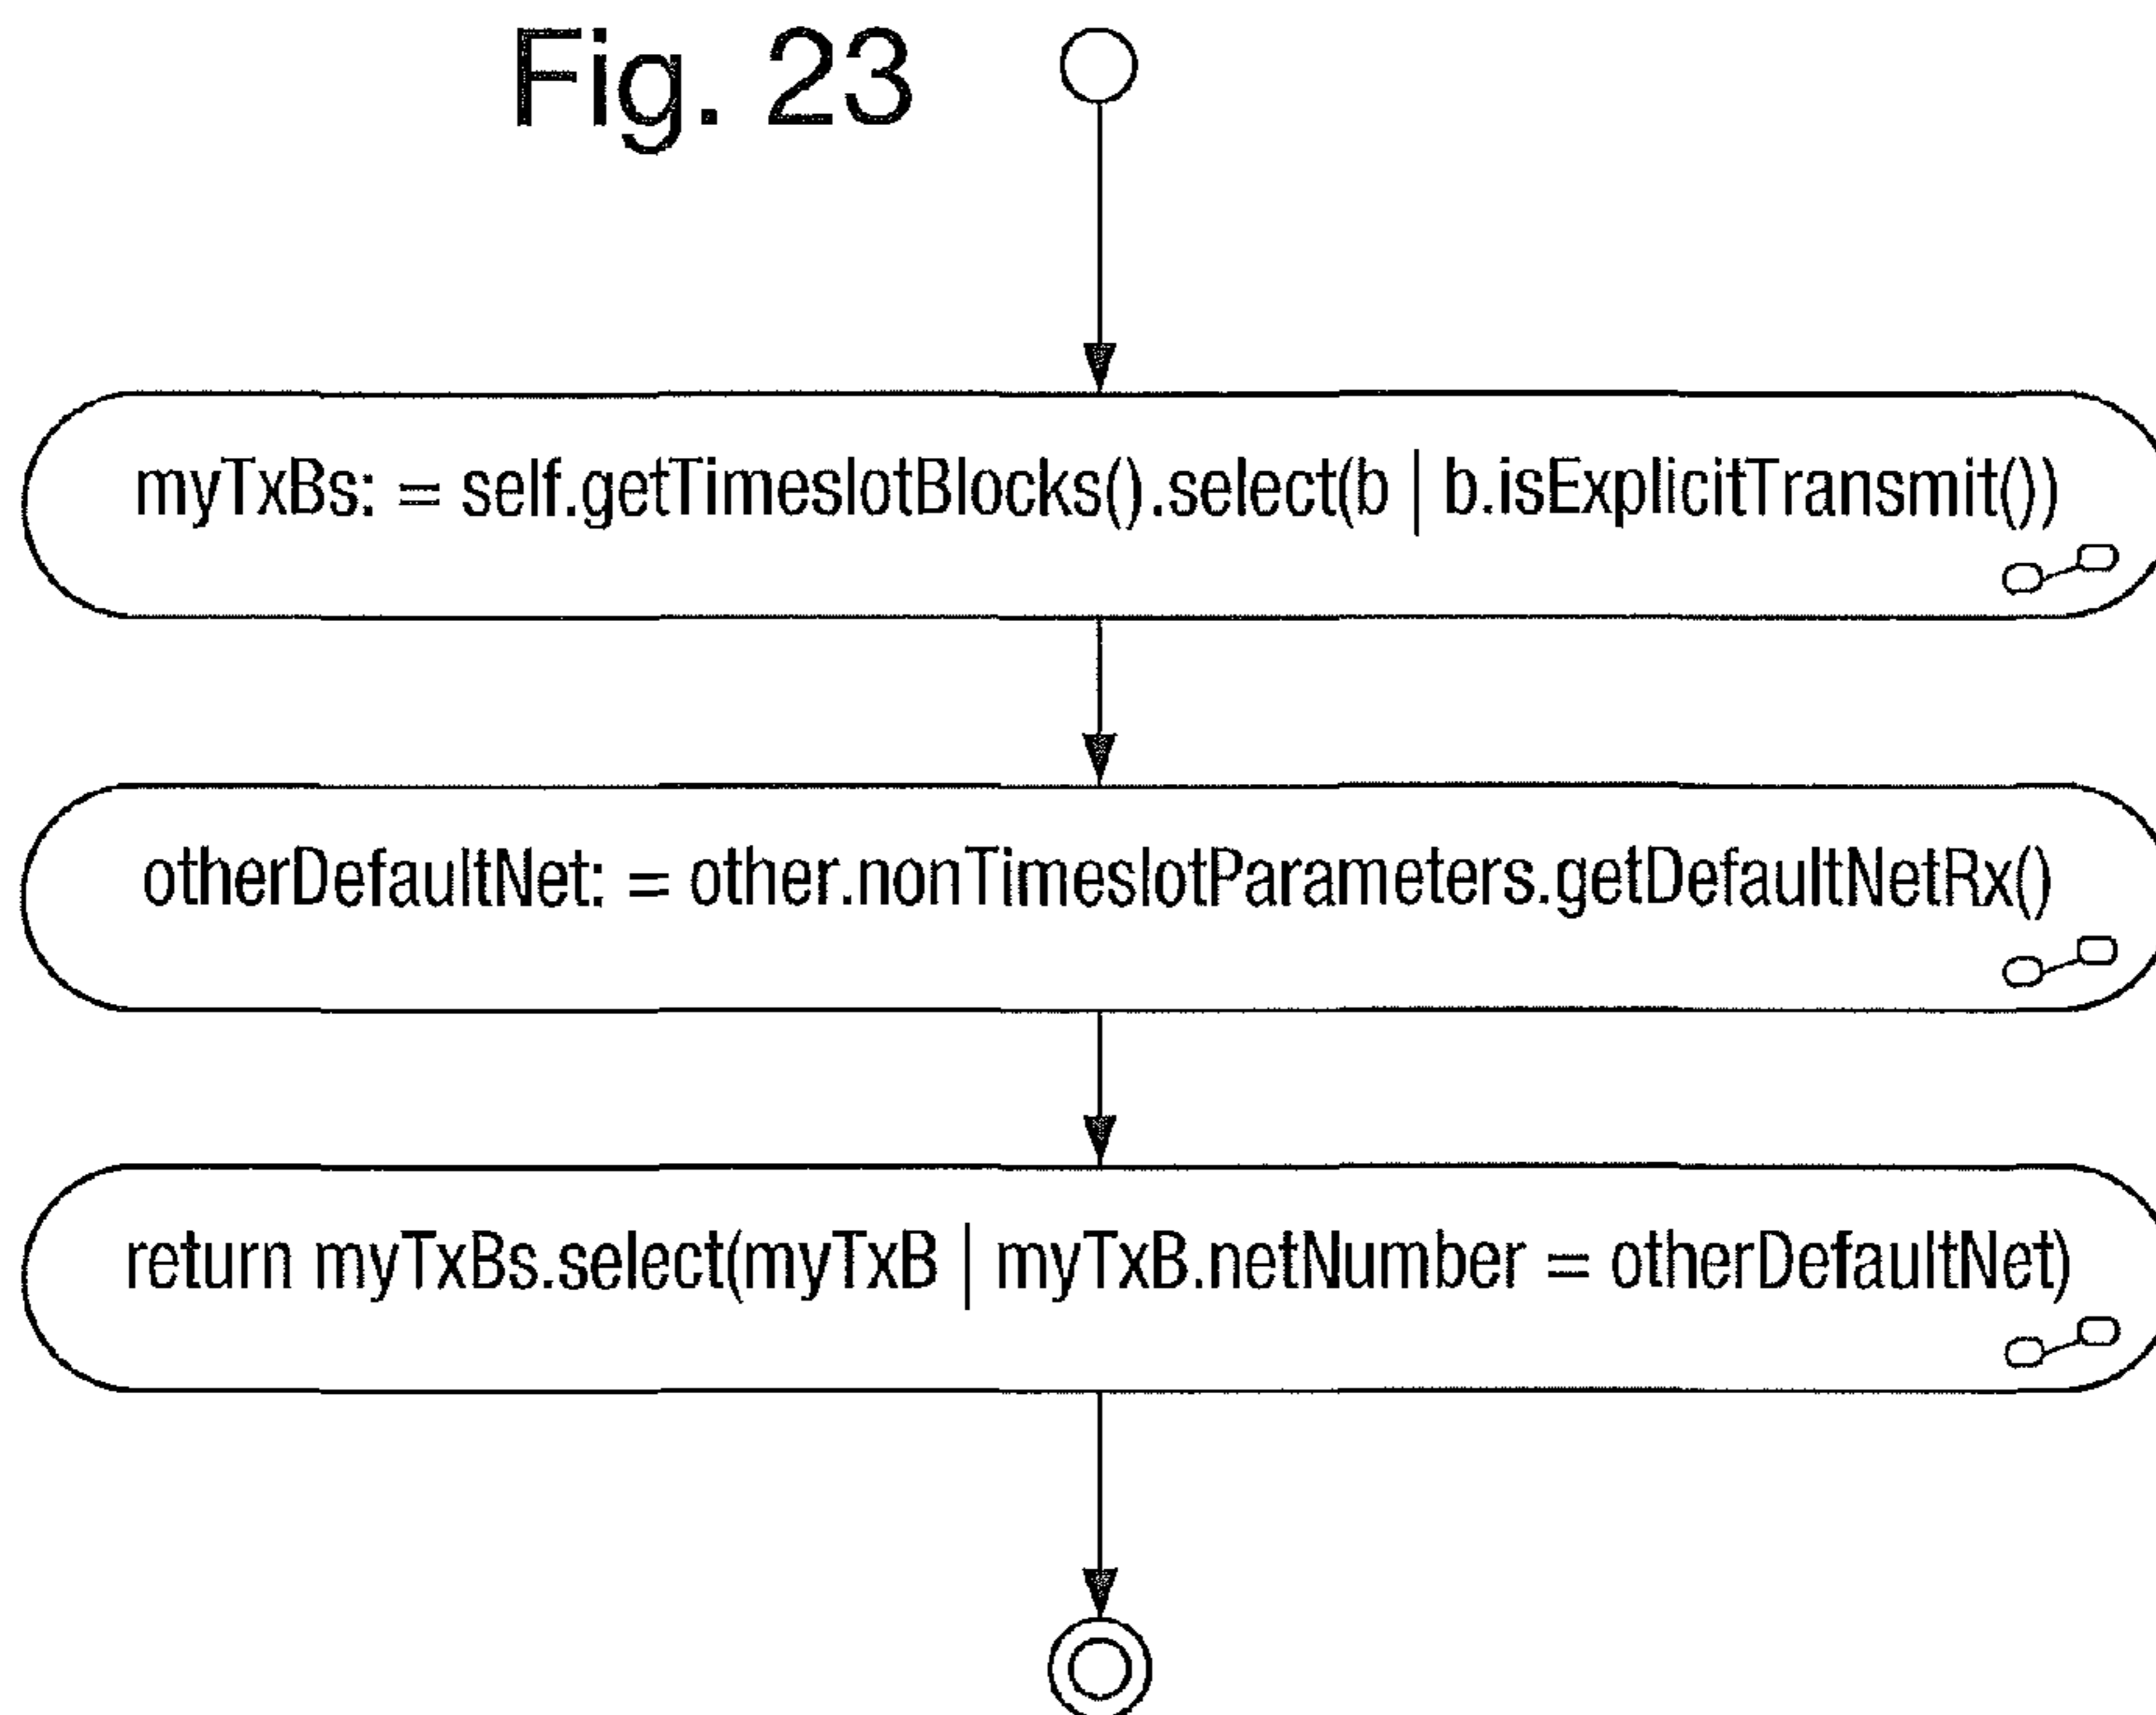 Fig. 23
myTxBs: = self.getTimeslotBlocks().select(b | b.isExplicitTransmit())
otherDefaultNet: = other.nonTimeslotParameters.getDefaultNetRx()
return myTxBs.select(myTxB | myTxB.netNumber = otherDefaultNet)